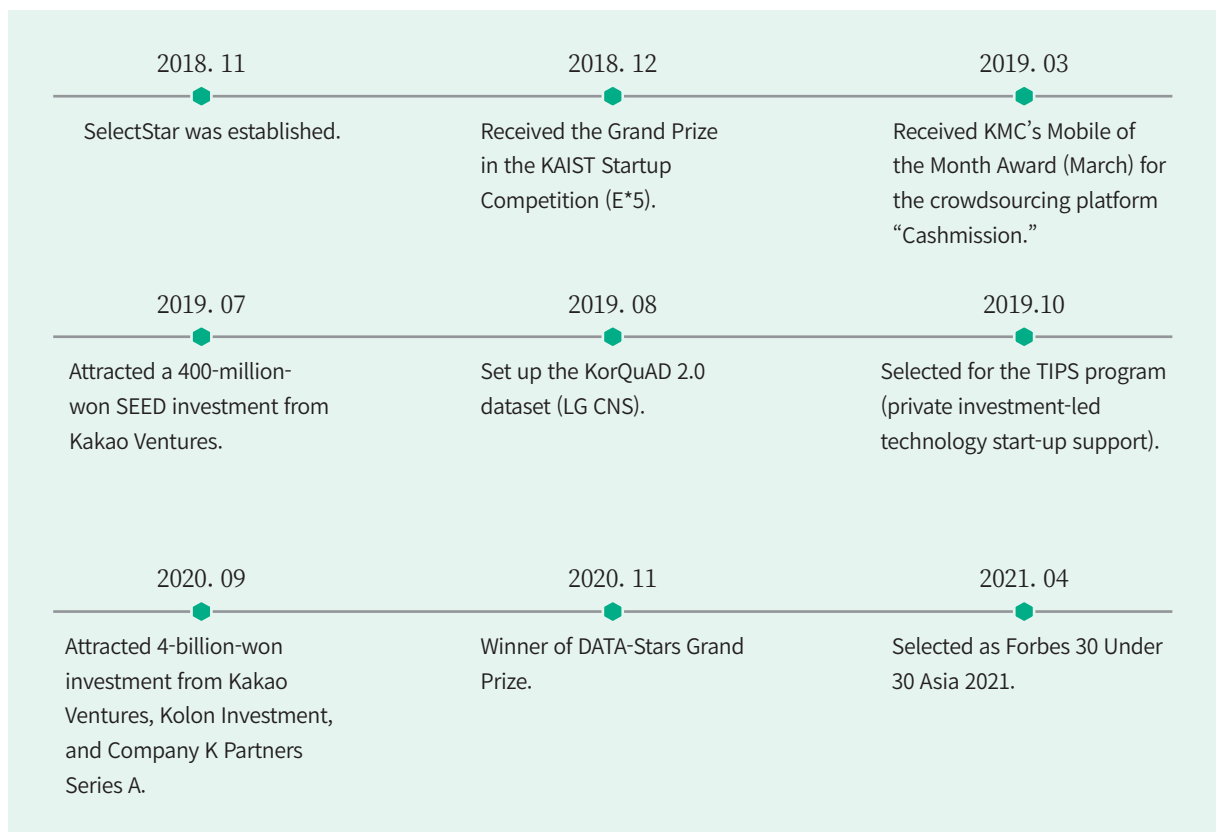 2018. 11
SelectStar was established.
2018. 12
Received the Grand Prize
in the KAIST Startup
Competition (E*5).
2019. 03
Received KMC’s Mobile of
the Month Award (March) for
the crowdsourcing platform
“Cashmission.”
2019. 07
Attracted a 400-million-
won SEED investment from
Kakao Ventures.
2019. 08
Set up the KorQuAD 2.0
dataset (LG CNS).
2019.10
Selected for the TIPS program
(private investment-led
technology start-up support).
2020. 09
Attracted 4-billion-won
investment from Kakao
Ventures, Kolon Investment,
and Company K Partners
Series A.
2020. 11
Winner of DATA-Stars Grand
Prize.
2021. 04
Selected as Forbes 30 Under
30 Asia 2021.